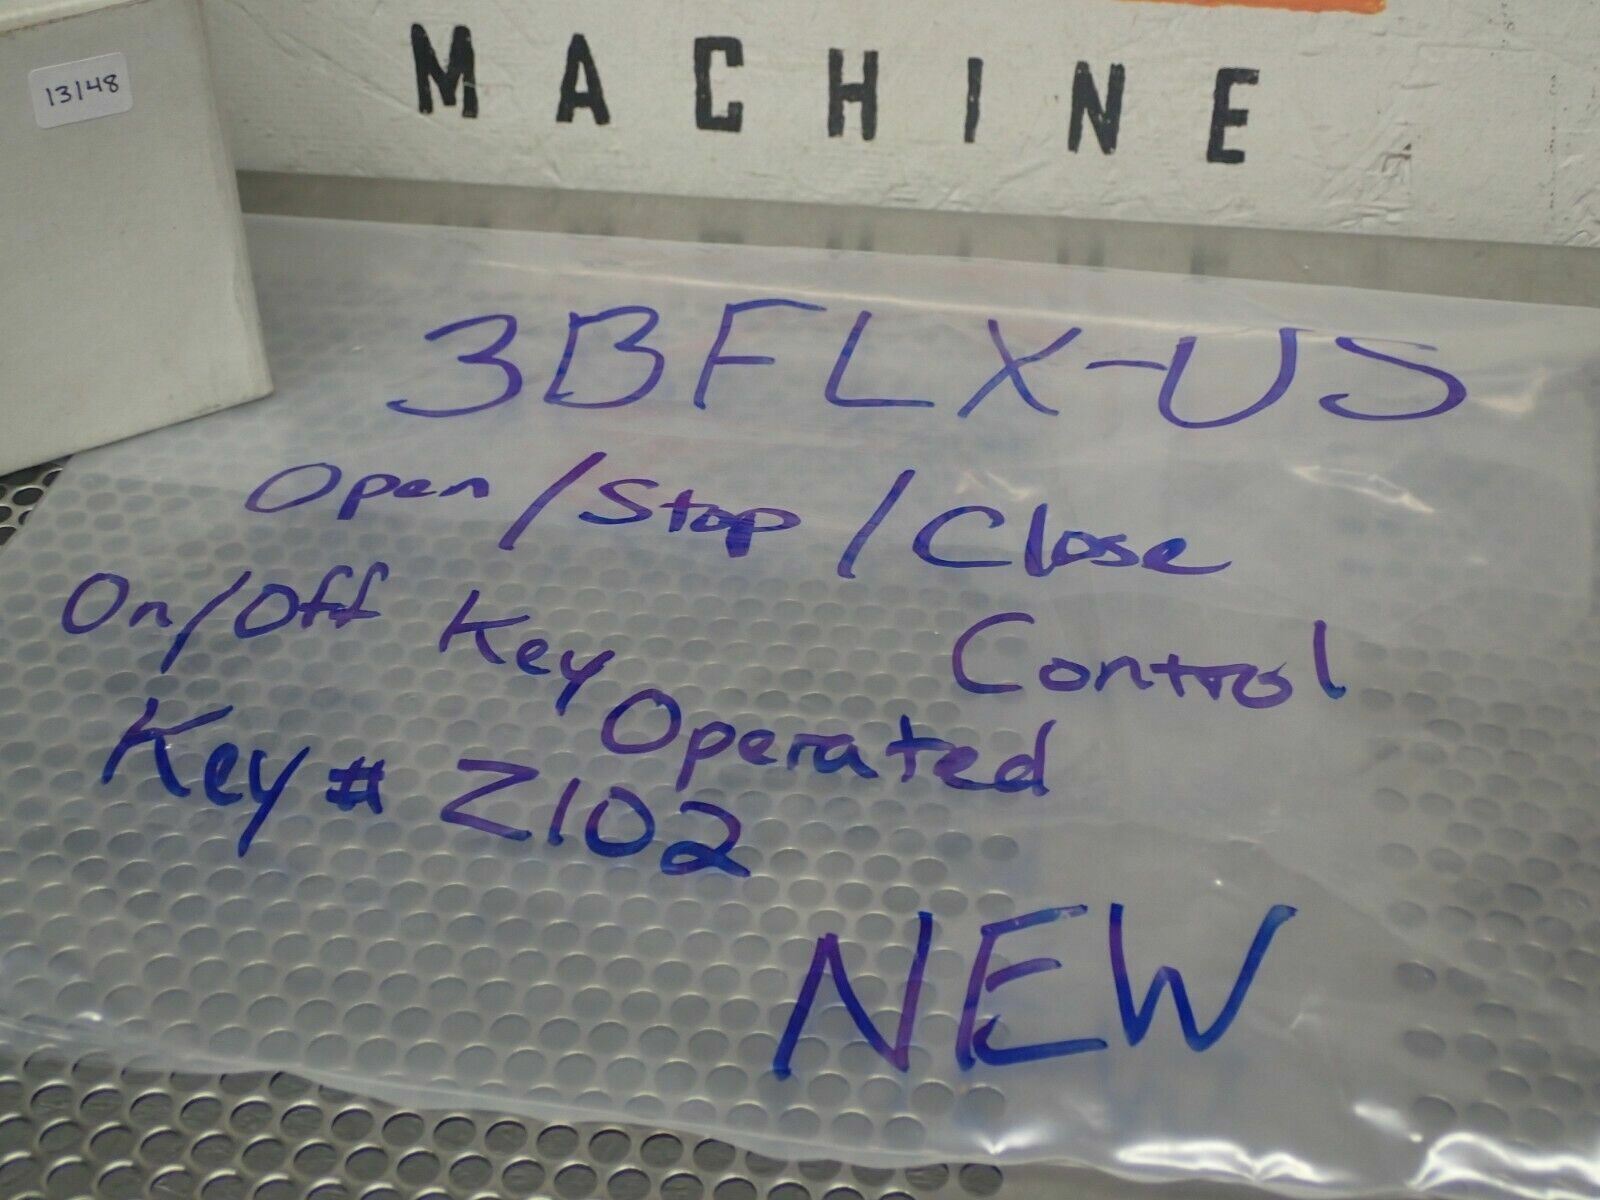 MACHINE
13148
3BFLX-US
Open/Stop/Close
Control
On/Off Key
Operated
Key # Z102
NEW